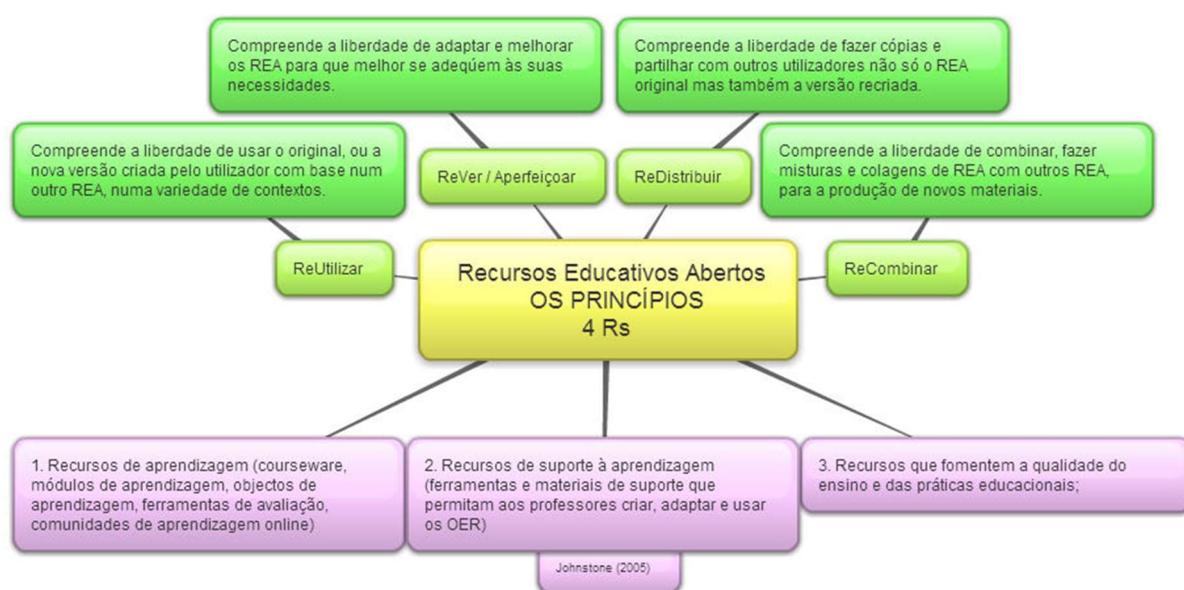 Compreende a liberdade de adaptar e melhorar
os REA para que melhor se adeqúem às suas
necessidades.
Compreende a liberdade de fazer cópias e
partilhar com outros utilizadores não só o REA
original mas também a versão recriada.
Compreende a liberdade de usar o original, ou a
nova versão criada pelo utilizador com base num
outro REA, numa variedade de contextos.
ReVer / Aperfeiçoar
ReDistribuir
Compreende a liberdade de combinar, fazer
misturas e colagens de REA com outros REA,
para a produção de novos materiais.
ReUtilizar
Recursos Educativos Abertos
OS PRINCÍPIOS
4 Rs
ReCombinar
1. Recursos de aprendizagem (courseware,
módulos de aprendizagem, objectos de
aprendizagem, ferramentas de avaliação,
comunidades de aprendizagem online)
2. Recursos de suporte à aprendizagem
(ferramentas e materiais de suporte que
permitam aos professores criar, adaptar e usar
os OER)
3. Recursos que fomentem a qualidade do
ensino e das práticas educacionais;
Johnstone (2005)